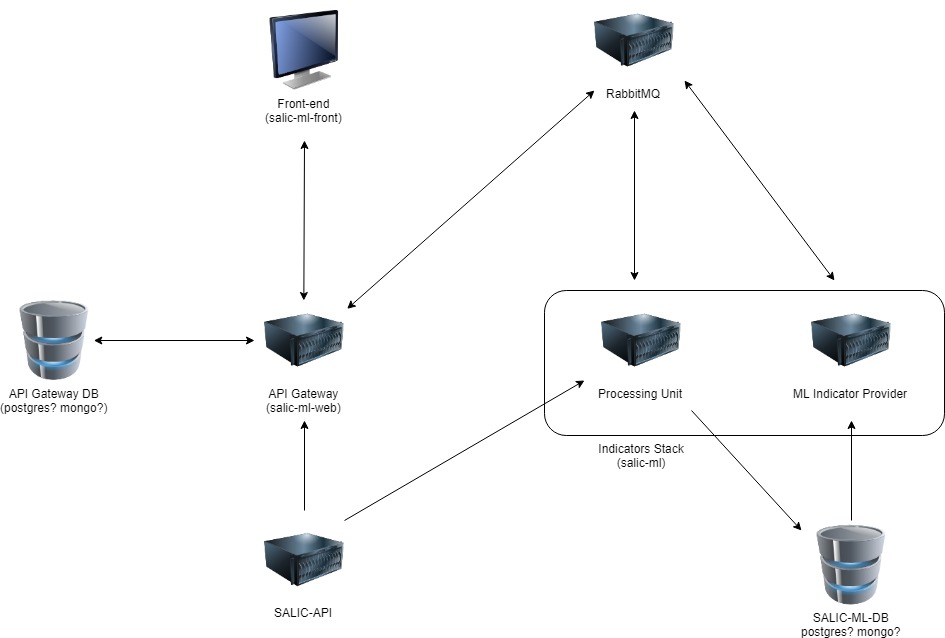 Front-end
(salic-ml-front)
RabbitMQ
API Gateway DB
(postgres? mongo?)
API Gateway
(salic-ml-web)
Processing Unit
ML Indicator Provider
Indicators Stack
(salic-ml)
SALIC-API
SALIC-ML-DB
postgres? mongo?